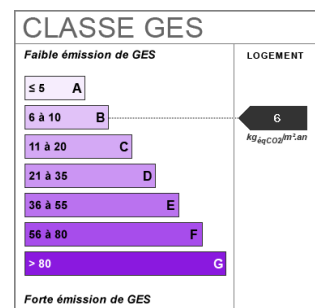 CLASSE GES
Faible émission de GES
LOGEMENT
≤ 5 A
6 à 10 B
6
kgéqCO2/m².an
11 à 20 C
21 à 35 D
36 à 55 E
56 à 80 F
> 80 G
Forte émission de GES